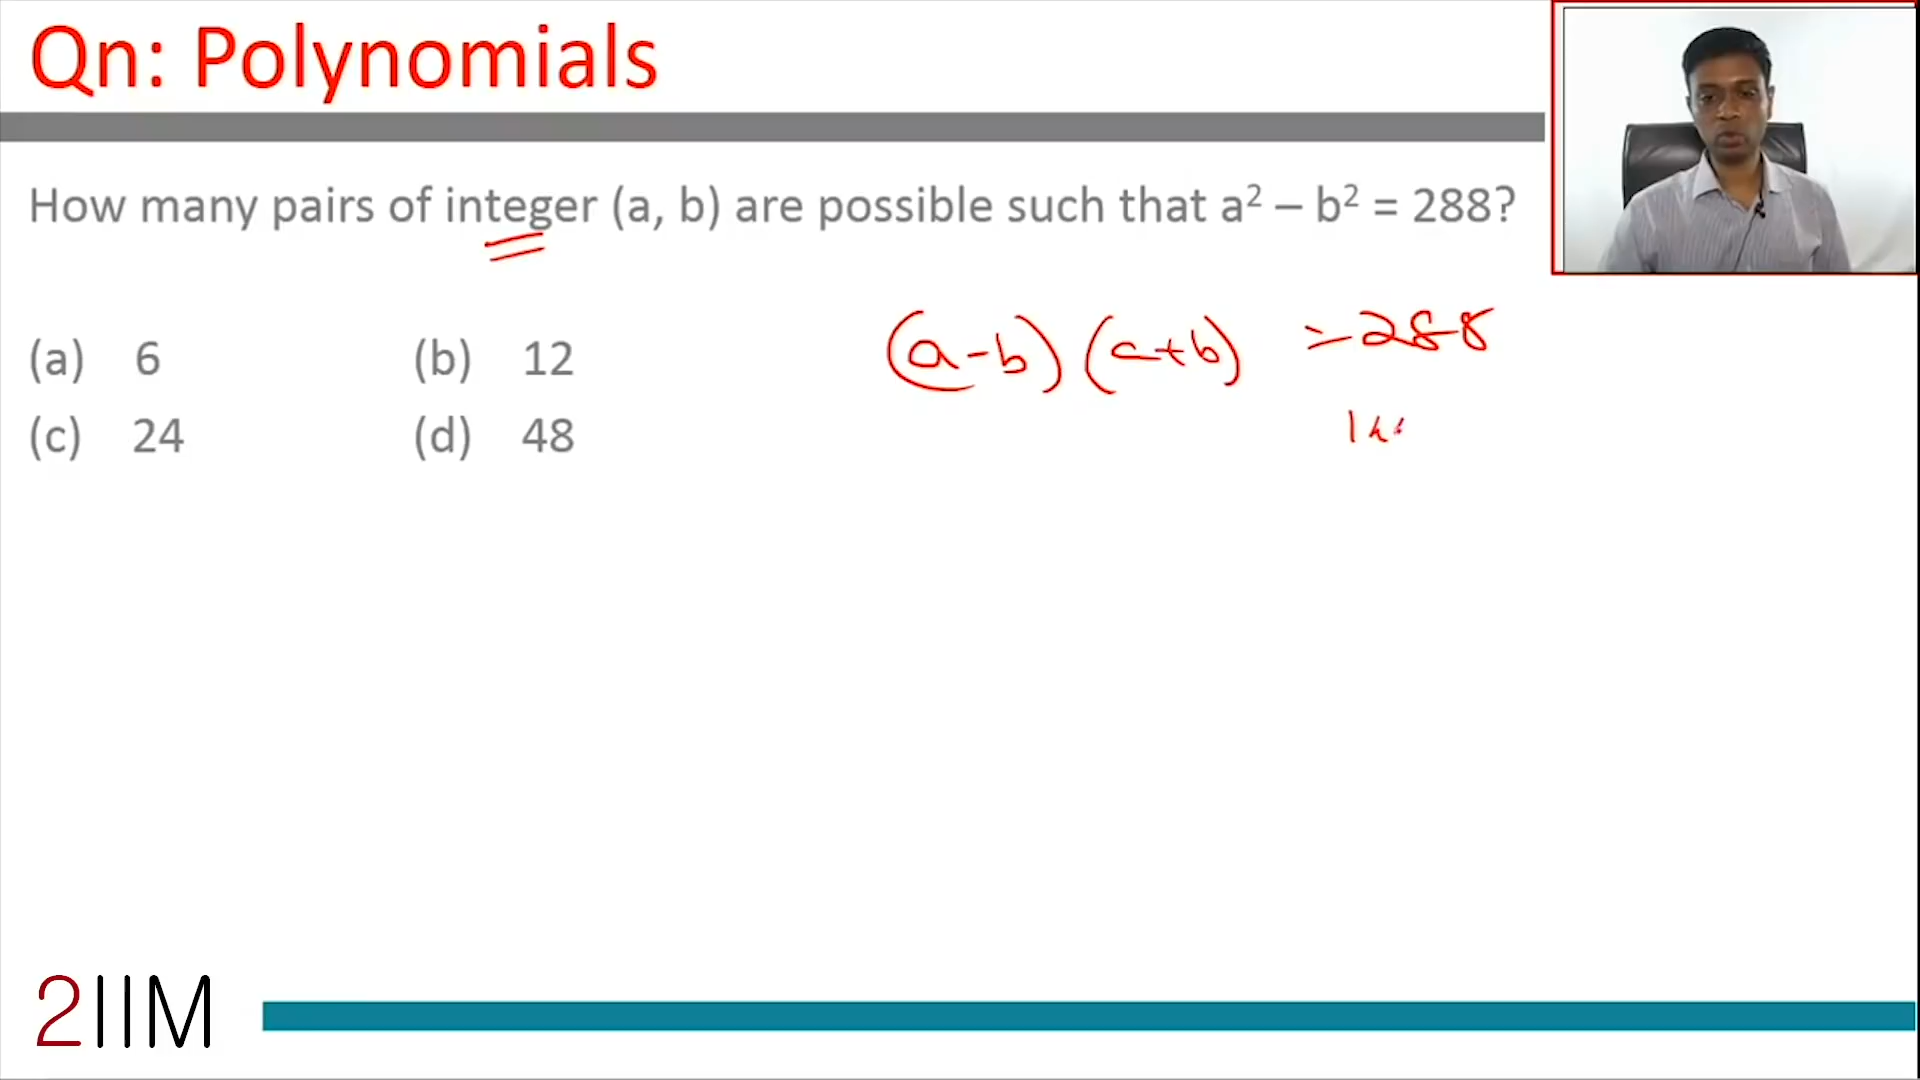 Qn: Polynomials
How many pairs of integer (a, b) are possible such that a² – b² = 288?
(a) 6 (b) 12
(c) 24 (d) 48
(a-b) (a+b) = 288
2IIM